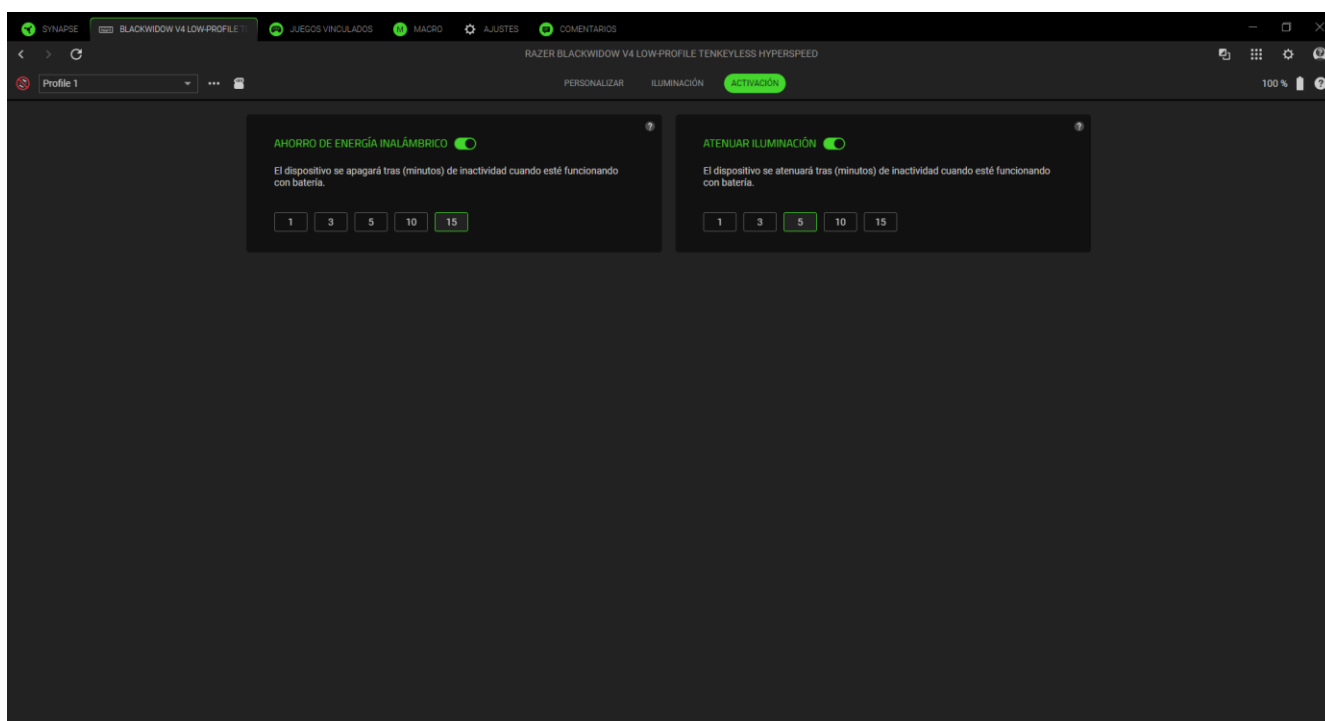 SYNAPSE
BLACKWIDOW V4 LOW-PROFILE
JUEGOS VINCULADOS
M
MACRO
AJUSTES
COMENTARIOS
RAZER BLACKWIDOW V4 LOW-PROFILE TENKEYLESS HYPERSPEED
Profile 1
PERSONALIZAR
ILUMINACIÓN
ACTIVACIÓN
100 %
AHORRO DE ENERGÍA INALÁMBRICO
El dispositivo se apagará tras (minutos) de inactividad cuando esté funcionando
con batería.
1 3 5 10 15
ATENUAR ILUMINACIÓN
El dispositivo se atenuará tras (minutos) de inactividad cuando esté funcionando
con batería.
1 3 5 10 15